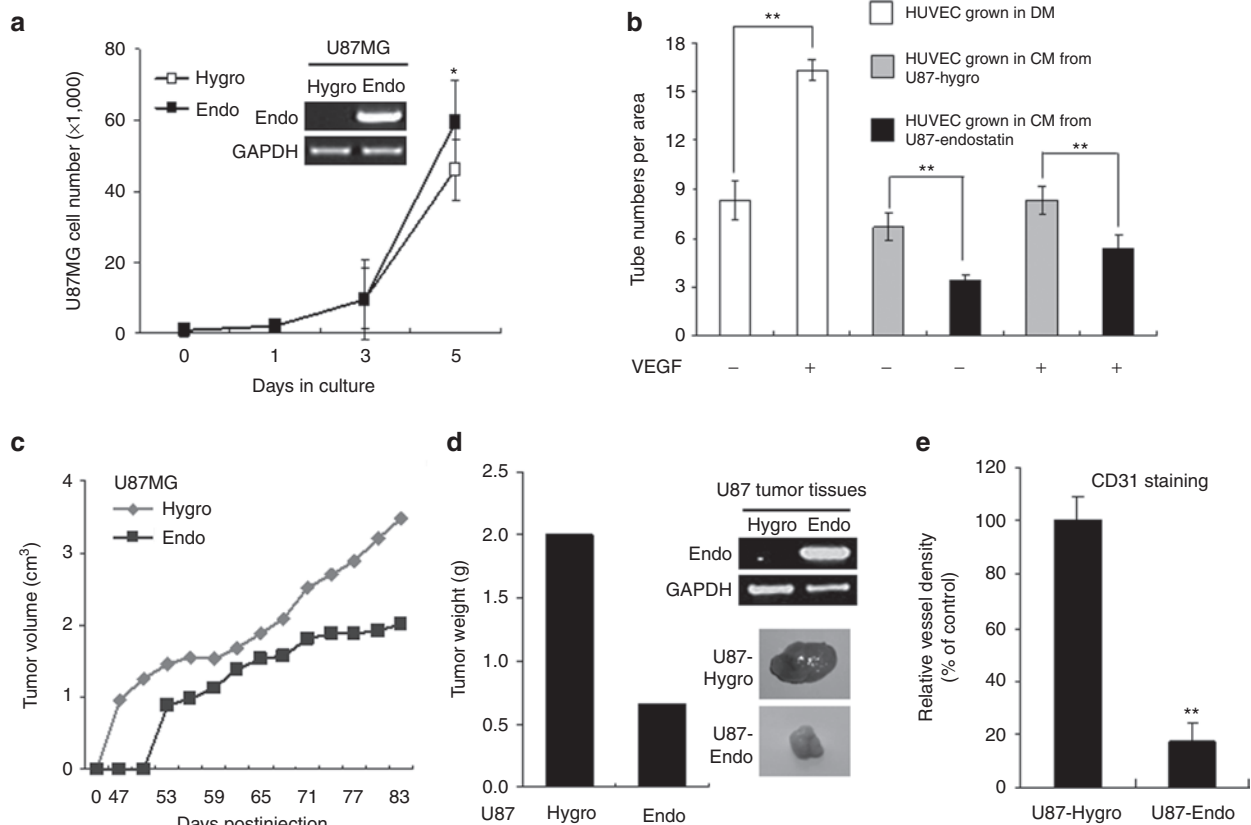 a
U87MG cell number (×1,000)
80
60
40
20
0
0 1 3 5
Days in culture
Hygro
Endo
U87MG
Hygro Endo
Endo
GAPDH
*
b
Tube numbers per area
18
15
12
9
6
3
0
HUVEC grown in DM
HUVEC grown in CM from
U87-hygro
HUVEC grown in CM from
U87-endostatin
**
**
**
VEGF − + − − + +
c
Tumor volume (cm³)
4
3
2
1
0
U87MG
Hygro
Endo
0 47 53 59 65 71 77 83
Days postinjection
d
Tumor weight (g)
2.5
2.0
1.5
1.0
0.5
0.0
U87 Hygro Endo
U87 tumor tissues
Hygro Endo
Endo
GAPDH
U87-
Hygro
U87-
Endo
e
Relative vessel density
(% of control)
120
100
80
60
40
20
0
CD31 staining
**
U87-Hygro U87-Endo